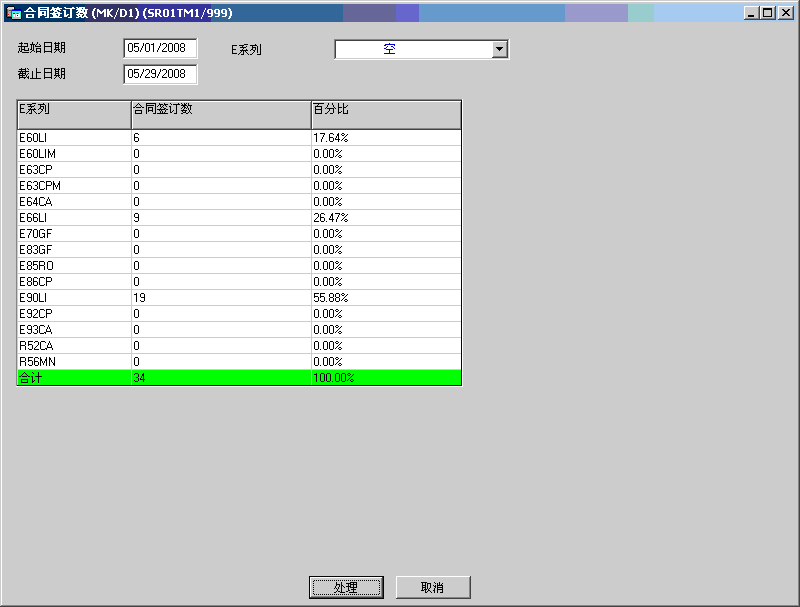 合同签订数 (MK/D1) (SR01TM1/999)
起始日期 05/01/2008 E系列 空
截止日期 05/29/2008
E系列 合同签订数 百分比
E60LI 6 17.64%
E60LIM 0 0.00%
E63CP 0 0.00%
E63CPM 0 0.00%
E64CA 0 0.00%
E66LI 9 26.47%
E70GF 0 0.00%
E83GF 0 0.00%
E85RO 0 0.00%
E86CP 0 0.00%
E90LI 19 55.88%
E92CP 0 0.00%
E93CA 0 0.00%
R52CA 0 0.00%
R56MN 0 0.00%
合计 34 100.00%
处理 取消